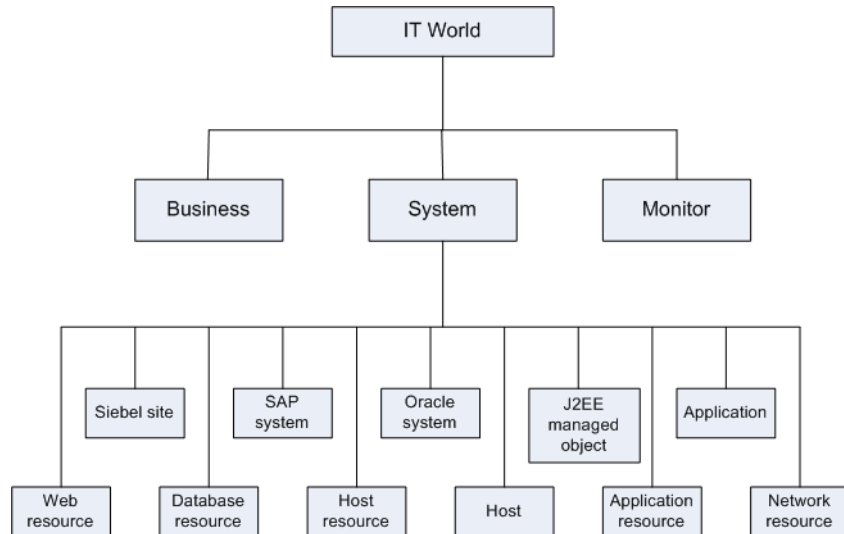 IT World
Business
System
Monitor
Siebel site
SAP
system
Oracle
system
J2EE
managed
object
Application
Web
resource
Database
resource
Host
resource
Host
Application
resource
Network
resource